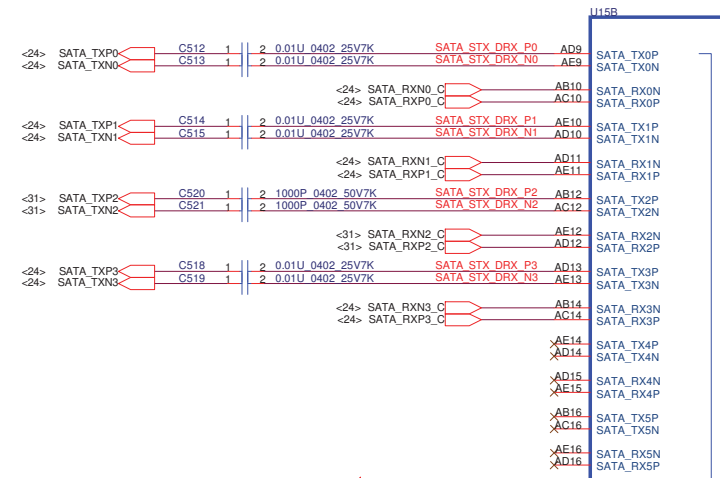 U15B
<24> SATA_TXP0 C512 1 2 0.01U_0402_25V7K SATA_STX_DRX_P0 AD9 SATA_TX0P
<24> SATA_TXN0 C513 1 2 0.01U_0402_25V7K SATA_STX_DRX_N0 AE9 SATA_TX0N
<24> SATA_RXN0_C AB10 SATA_RX0N
<24> SATA_RXP0_C AC10 SATA_RX0P
<24> SATA_TXP1 C514 1 2 0.01U_0402_25V7K SATA_STX_DRX_P1 AE10 SATA_TX1P
<24> SATA_TXN1 C515 1 2 0.01U_0402_25V7K SATA_STX_DRX_N1 AD10 SATA_TX1N
<24> SATA_RXN1_C AD11 SATA_RX1N
<24> SATA_RXP1_C AE11 SATA_RX1P
<31> SATA_TXP2 C520 1 2 1000P_0402_50V7K SATA_STX_DRX_P2 AB12 SATA_TX2P
<31> SATA_TXN2 C521 1 2 1000P_0402_50V7K SATA_STX_DRX_N2 AC12 SATA_TX2N
<31> SATA_RXN2_C AE12 SATA_RX2N
<31> SATA_RXP2_C AD12 SATA_RX2P
<24> SATA_TXP3 C518 1 2 0.01U_0402_25V7K SATA_STX_DRX_P3 AD13 SATA_TX3P
<24> SATA_TXN3 C519 1 2 0.01U_0402_25V7K SATA_STX_DRX_N3 AE13 SATA_TX3N
<24> SATA_RXN3_C AB14 SATA_RX3N
<24> SATA_RXP3_C AC14 SATA_RX3P
AE14 SATA_TX4P
AD14 SATA_TX4N
AD15 SATA_RX4N
AE15 SATA_RX4P
AB16 SATA_TX5P
AC16 SATA_TX5N
AE16 SATA_RX5N
AD16 SATA_RX5P